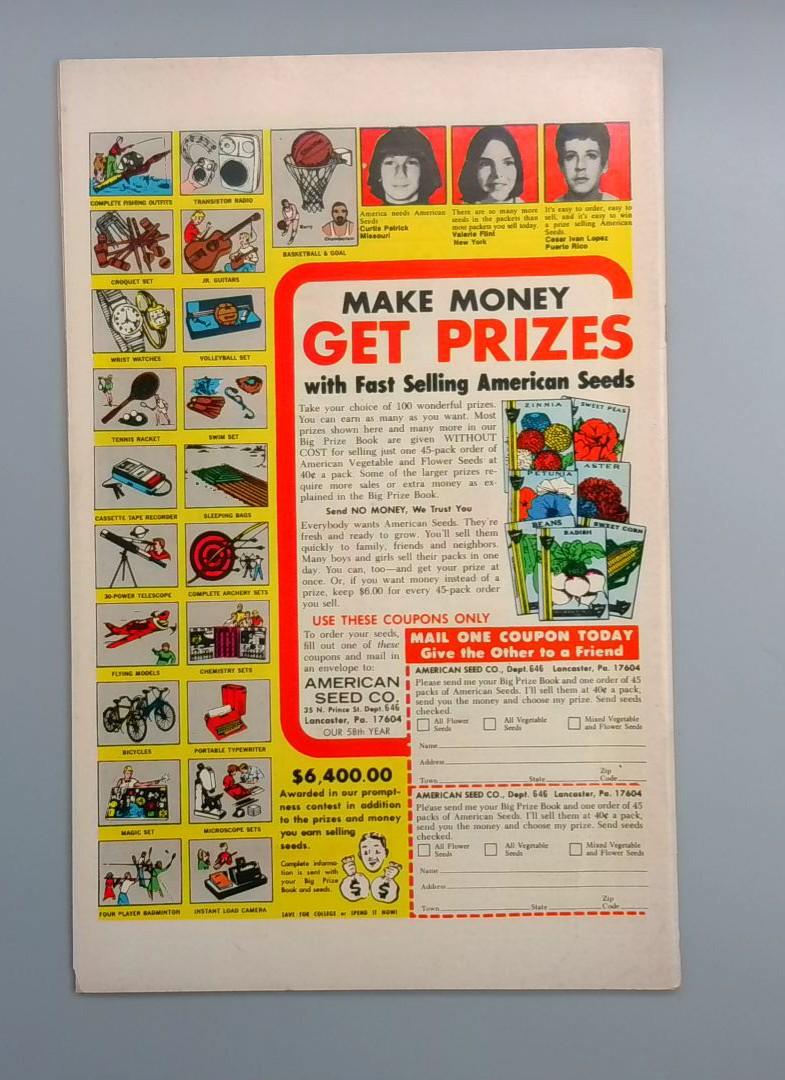 COMPLETE FISHING OUTFITS
TRANSISTOR RADIO
CROQUET SET
JR. GUITARS
WRIST WATCHES
VOLLEYBALL SET
TENNIS RACKET
SWIM SET
CASSETTE TAPE RECORDER
SLEEPING BAGS
30-POWER TELESCOPE
COMPLETE ARCHERY SETS
FLYING MODELS
CHEMISTRY SETS
BICYCLES
PORTABLE TYPEWRITER
MAGIC SET
MICROSCOPE SETS
FOUR PLAYER BADMINTON
INSTANT LOAD CAMERA
Barry
Chamberlain
BASKETBALL & GOAL
America needs American
Seeds
Curtis Petrick
Missouri
There are so many more
seeds in the packets than
most packets you sell today.
Valerie Flint
New York
It's easy to order, easy to
sell, and it's easy to win
a prize selling American
Seeds.
Cesar Ivan Lopez
Puerto Rico
MAKE MONEY
GET PRIZES
with Fast Selling American Seeds
Take your choice of 100 wonderful prizes.
You can earn as many as you want. Most
prizes shown here and many more in our
Big Prize Book are given WITHOUT
COST for selling just one 45-pack order of
American Vegetable and Flower Seeds at
40¢ a pack. Some of the larger prizes re-
quire more sales or extra money as ex-
plained in the Big Prize Book.
Send NO MONEY, We Trust You
Everybody wants American Seeds. They're
fresh and ready to grow. You'll sell them
quickly to family, friends and neighbors.
Many boys and girls sell their packs in one
day. You can, too—and get your prize at
once. Or, if you want money instead of a
prize, keep $6.00 for every 45-pack order
you sell.
ZINNIA
SWEET PEAS
PETUNIA
ASTER
BEANS
RADISH
SWEET CORN
USE THESE COUPONS ONLY
To order your seeds,
fill out one of these
coupons and mail in
an envelope to:
AMERICAN
SEED CO.
35 N. Prince St. Dept. 646
Lancaster, Pa. 17604
OUR 58th YEAR
MAIL ONE COUPON TODAY
Give the Other to a Friend
AMERICAN SEED CO., Dept. 646 Lancaster, Pa. 17604
Please send me your Big Prize Book and one order of 45
packs of American Seeds. I'll sell them at 40¢ a pack,
send you the money and choose my prize. Send seeds
checked.
All Flower Seeds
All Vegetable Seeds
Mixed Vegetable and Flower Seeds
Name
Address
Town State Zip Code
AMERICAN SEED CO., Dept. 646 Lancaster, Pa. 17604
Please send me your Big Prize Book and one order of 45
packs of American Seeds. I'll sell them at 40¢ a pack,
send you the money and choose my prize. Send seeds
checked.
All Flower Seeds
All Vegetable Seeds
Mixed Vegetable and Flower Seeds
Name
Address
Town State Zip Code
$6,400.00
Awarded in our prompt-
ness contest in addition
to the prizes and money
you earn selling
seeds.
Complete informa-
tion is sent with
your Big Prize
Book and seeds.
$ $
SAVE FOR COLLEGE or SPEND IT NOW!